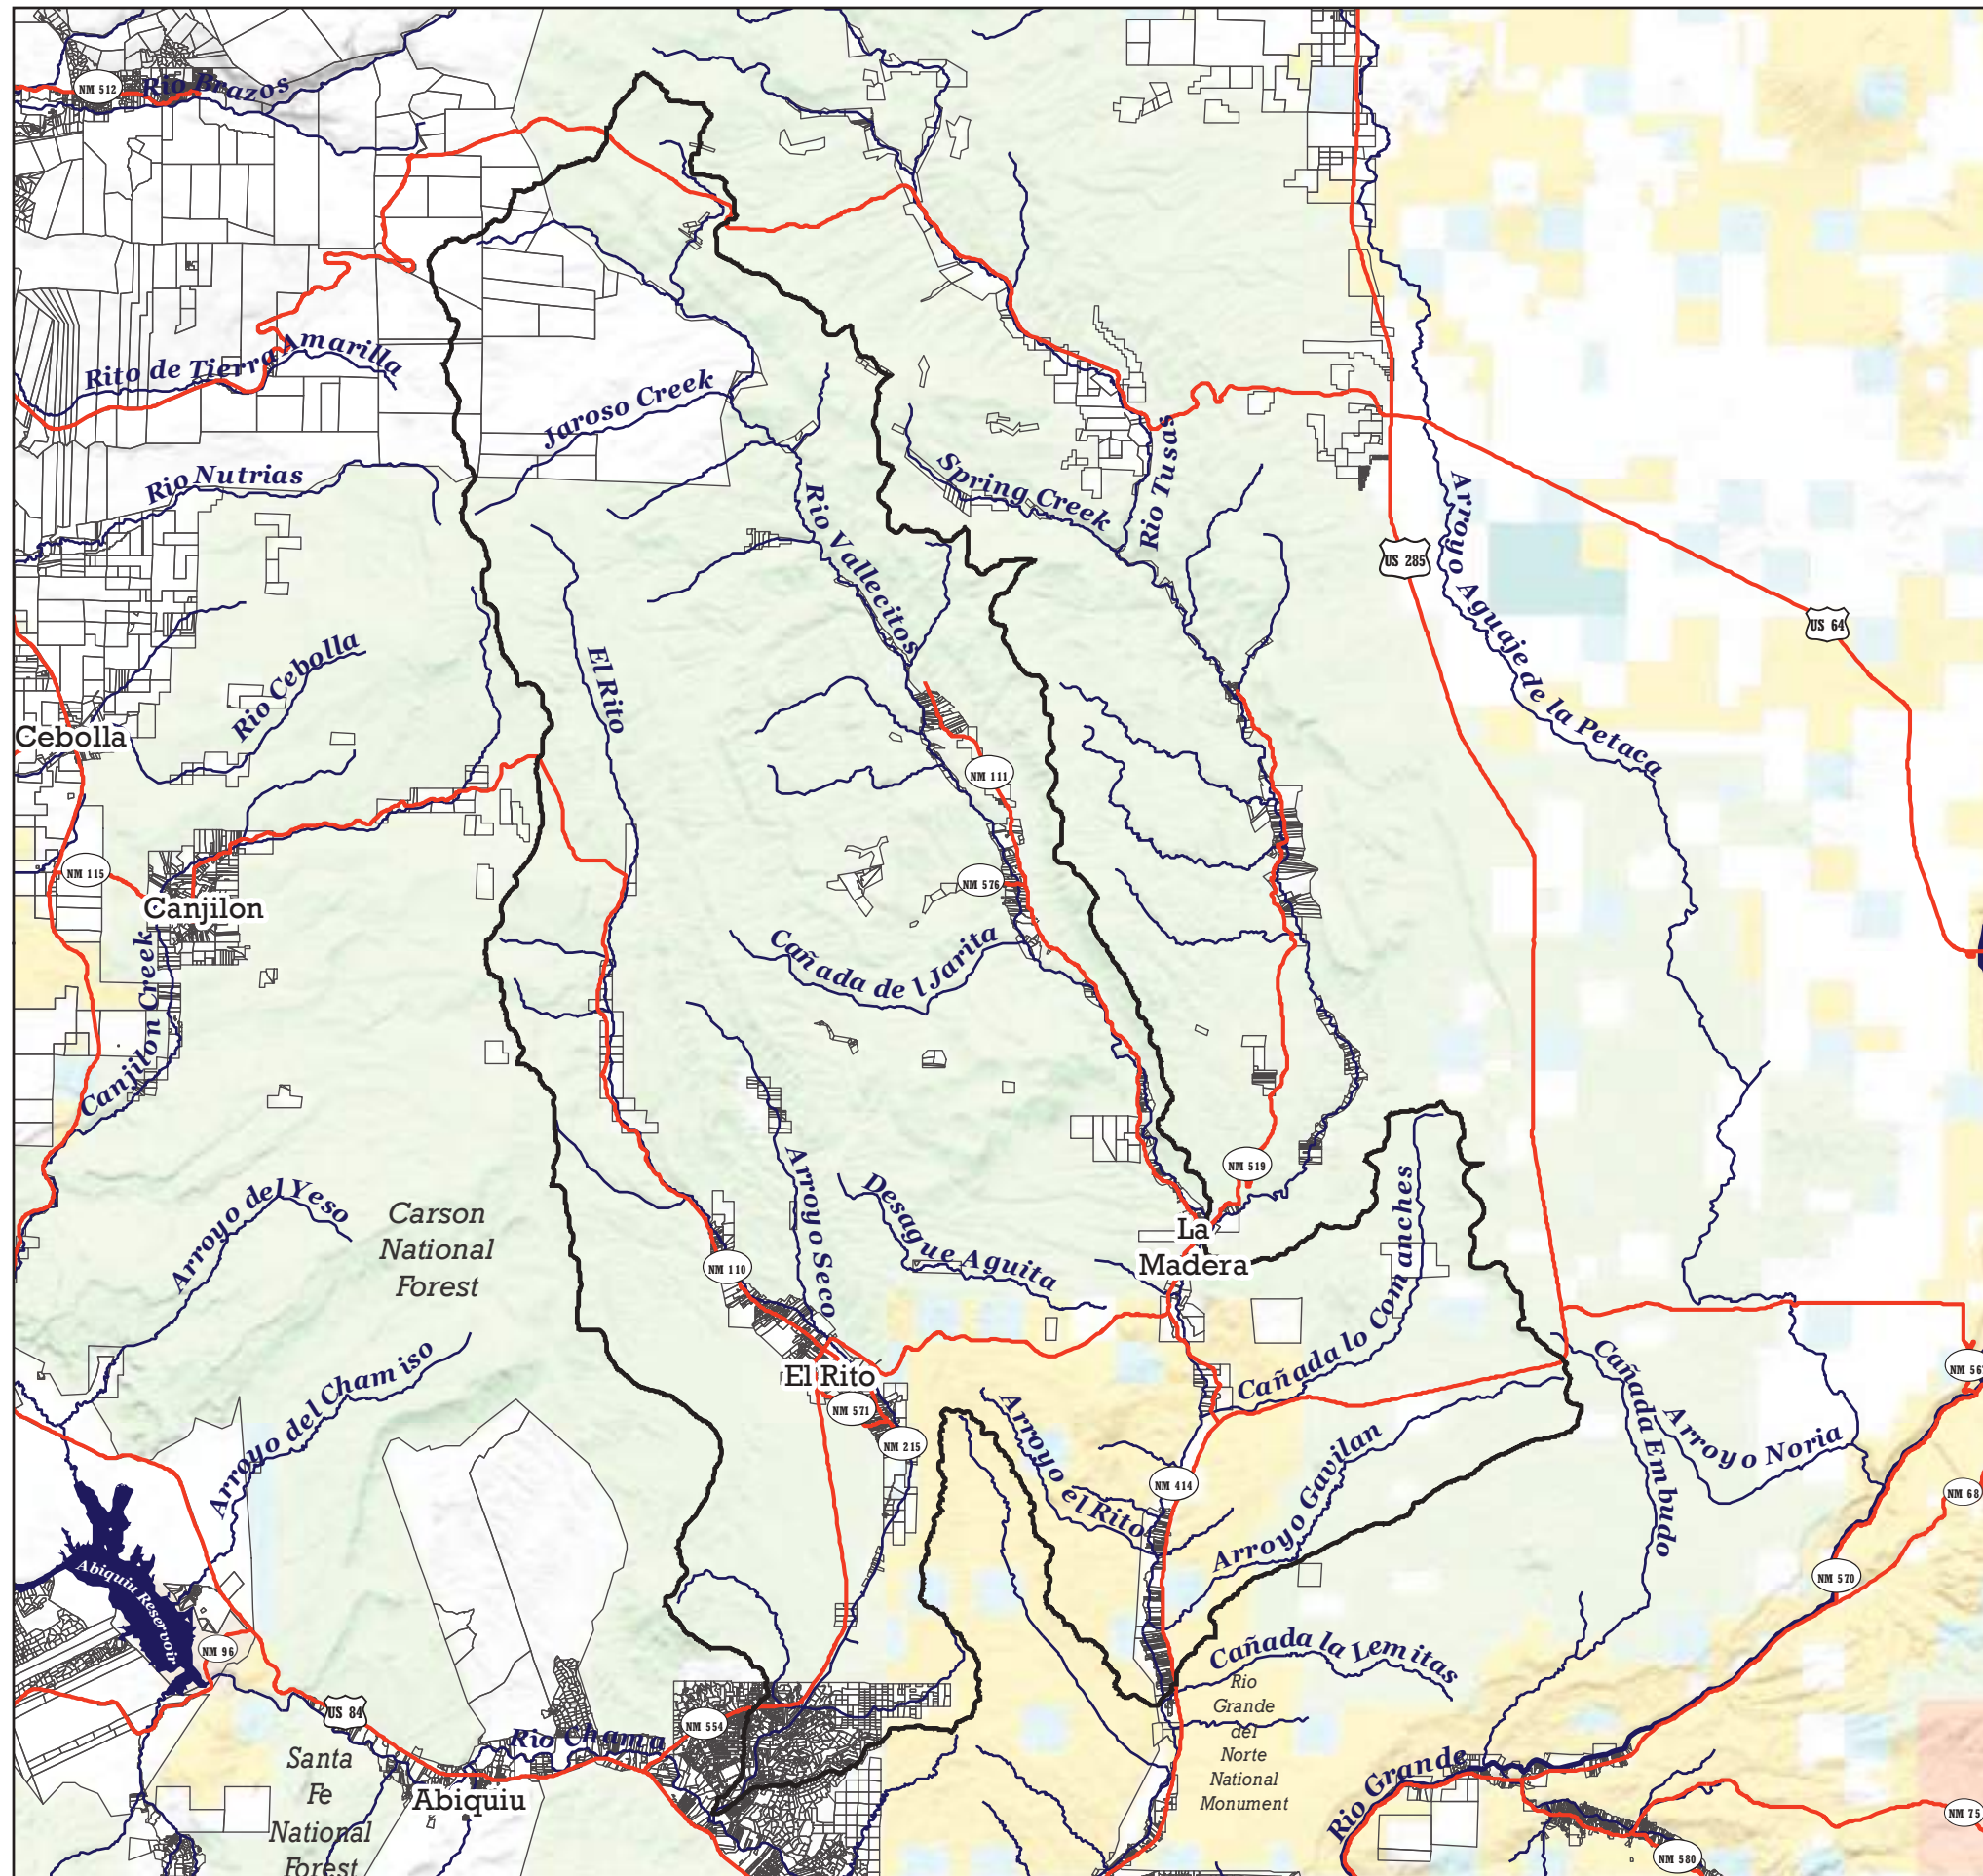 NM 512
Rio Brazos
Rito de Tierra Amarilla
Jaroso Creek
Rio Nutrias
Rio Vallecitos
Spring Creek
Rio Tusas
US 285
Arroyo Aguaje de la Petaca
US 64
El Rito
Rio Cebolla
Cebolla
NM 111
NM 115
Canjilon
NM 576
Canjilon Creek
Cañada de l Jarita
Arroyo del Yeso
Carson
National
Forest
Arroyo Seco
Desague Aguita
NM 519
La
Madera
NM 110
Cañada lo Comanches
Arroyo del Chamiso
El Rito
NM 571
NM 215
Arroyo el Rito
NM 414
Arroyo Gavilan
Cañada Embudo
Arroyo Noria
NM 567
NM 68
NM 570
Abiquiu Reservoir
NM 96
Cañada la Lemitas
Rio
Grande
del
Norte
National
Monument
US 84
Rio Chama
NM 554
Santa
Fe
National
Forest
Abiquiu
Rio Grande
NM 75
NM 580